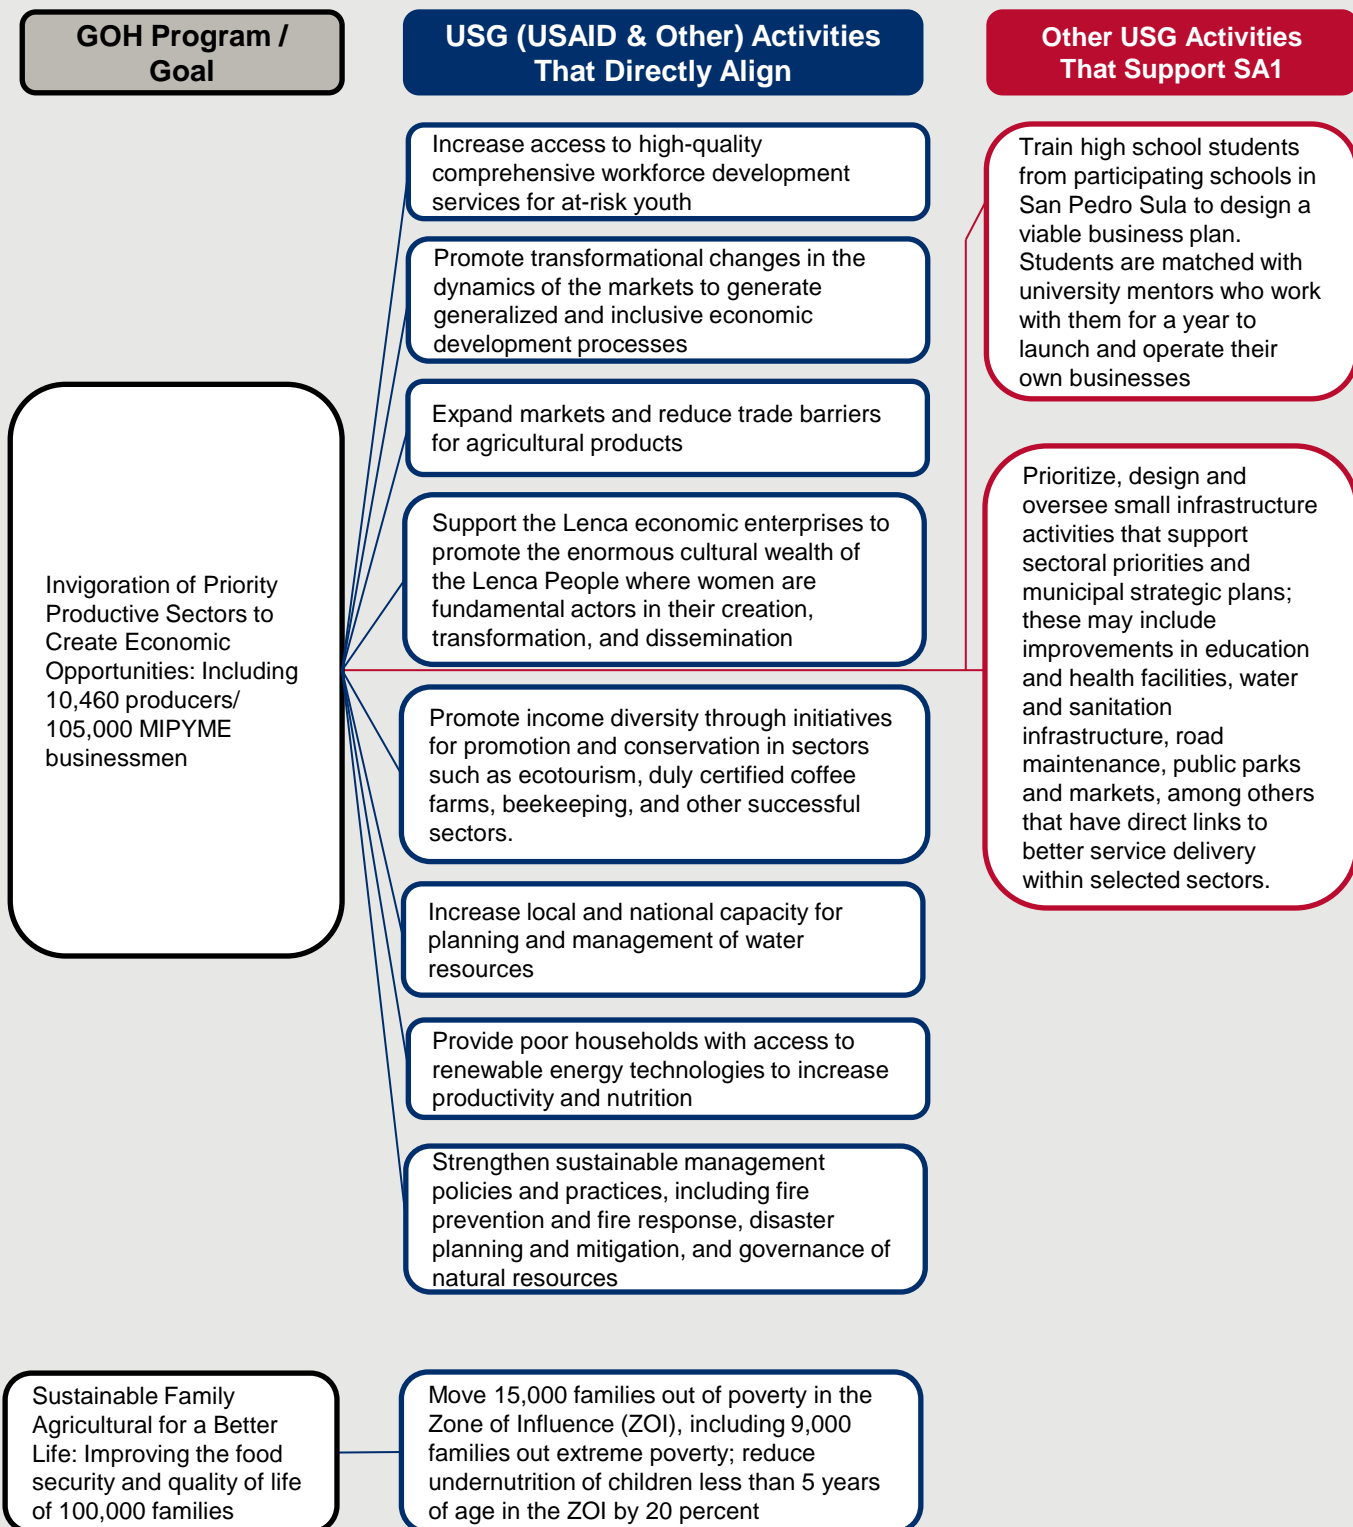 GOH Program /
Goal
USG (USAID & Other) Activities
That Directly Align
Other USG Activities
That Support SA1
Invigoration of Priority
Productive Sectors to
Create Economic
Opportunities: Including
10,460 producers/
105,000 MIPYME
businessmen
Increase access to high-quality
comprehensive workforce development
services for at-risk youth
Promote transformational changes in the
dynamics of the markets to generate
generalized and inclusive economic
development processes
Expand markets and reduce trade barriers
for agricultural products
Support the Lenca economic enterprises to
promote the enormous cultural wealth of
the Lenca People where women are
fundamental actors in their creation,
transformation, and dissemination
Promote income diversity through initiatives
for promotion and conservation in sectors
such as ecotourism, duly certified coffee
farms, beekeeping, and other successful
sectors.
Increase local and national capacity for
planning and management of water
resources
Provide poor households with access to
renewable energy technologies to increase
productivity and nutrition
Strengthen sustainable management
policies and practices, including fire
prevention and fire response, disaster
planning and mitigation, and governance of
natural resources
Train high school students
from participating schools in
San Pedro Sula to design a
viable business plan.
Students are matched with
university mentors who work
with them for a year to
launch and operate their
own businesses
Prioritize, design and
oversee small infrastructure
activities that support
sectoral priorities and
municipal strategic plans;
these may include
improvements in education
and health facilities, water
and sanitation
infrastructure, road
maintenance, public parks
and markets, among others
that have direct links to
better service delivery
within selected sectors.
Sustainable Family
Agricultural for a Better
Life: Improving the food
security and quality of life
of 100,000 families
Move 15,000 families out of poverty in the
Zone of Influence (ZOI), including 9,000
families out extreme poverty; reduce
undernutrition of children less than 5 years
of age in the ZOI by 20 percent